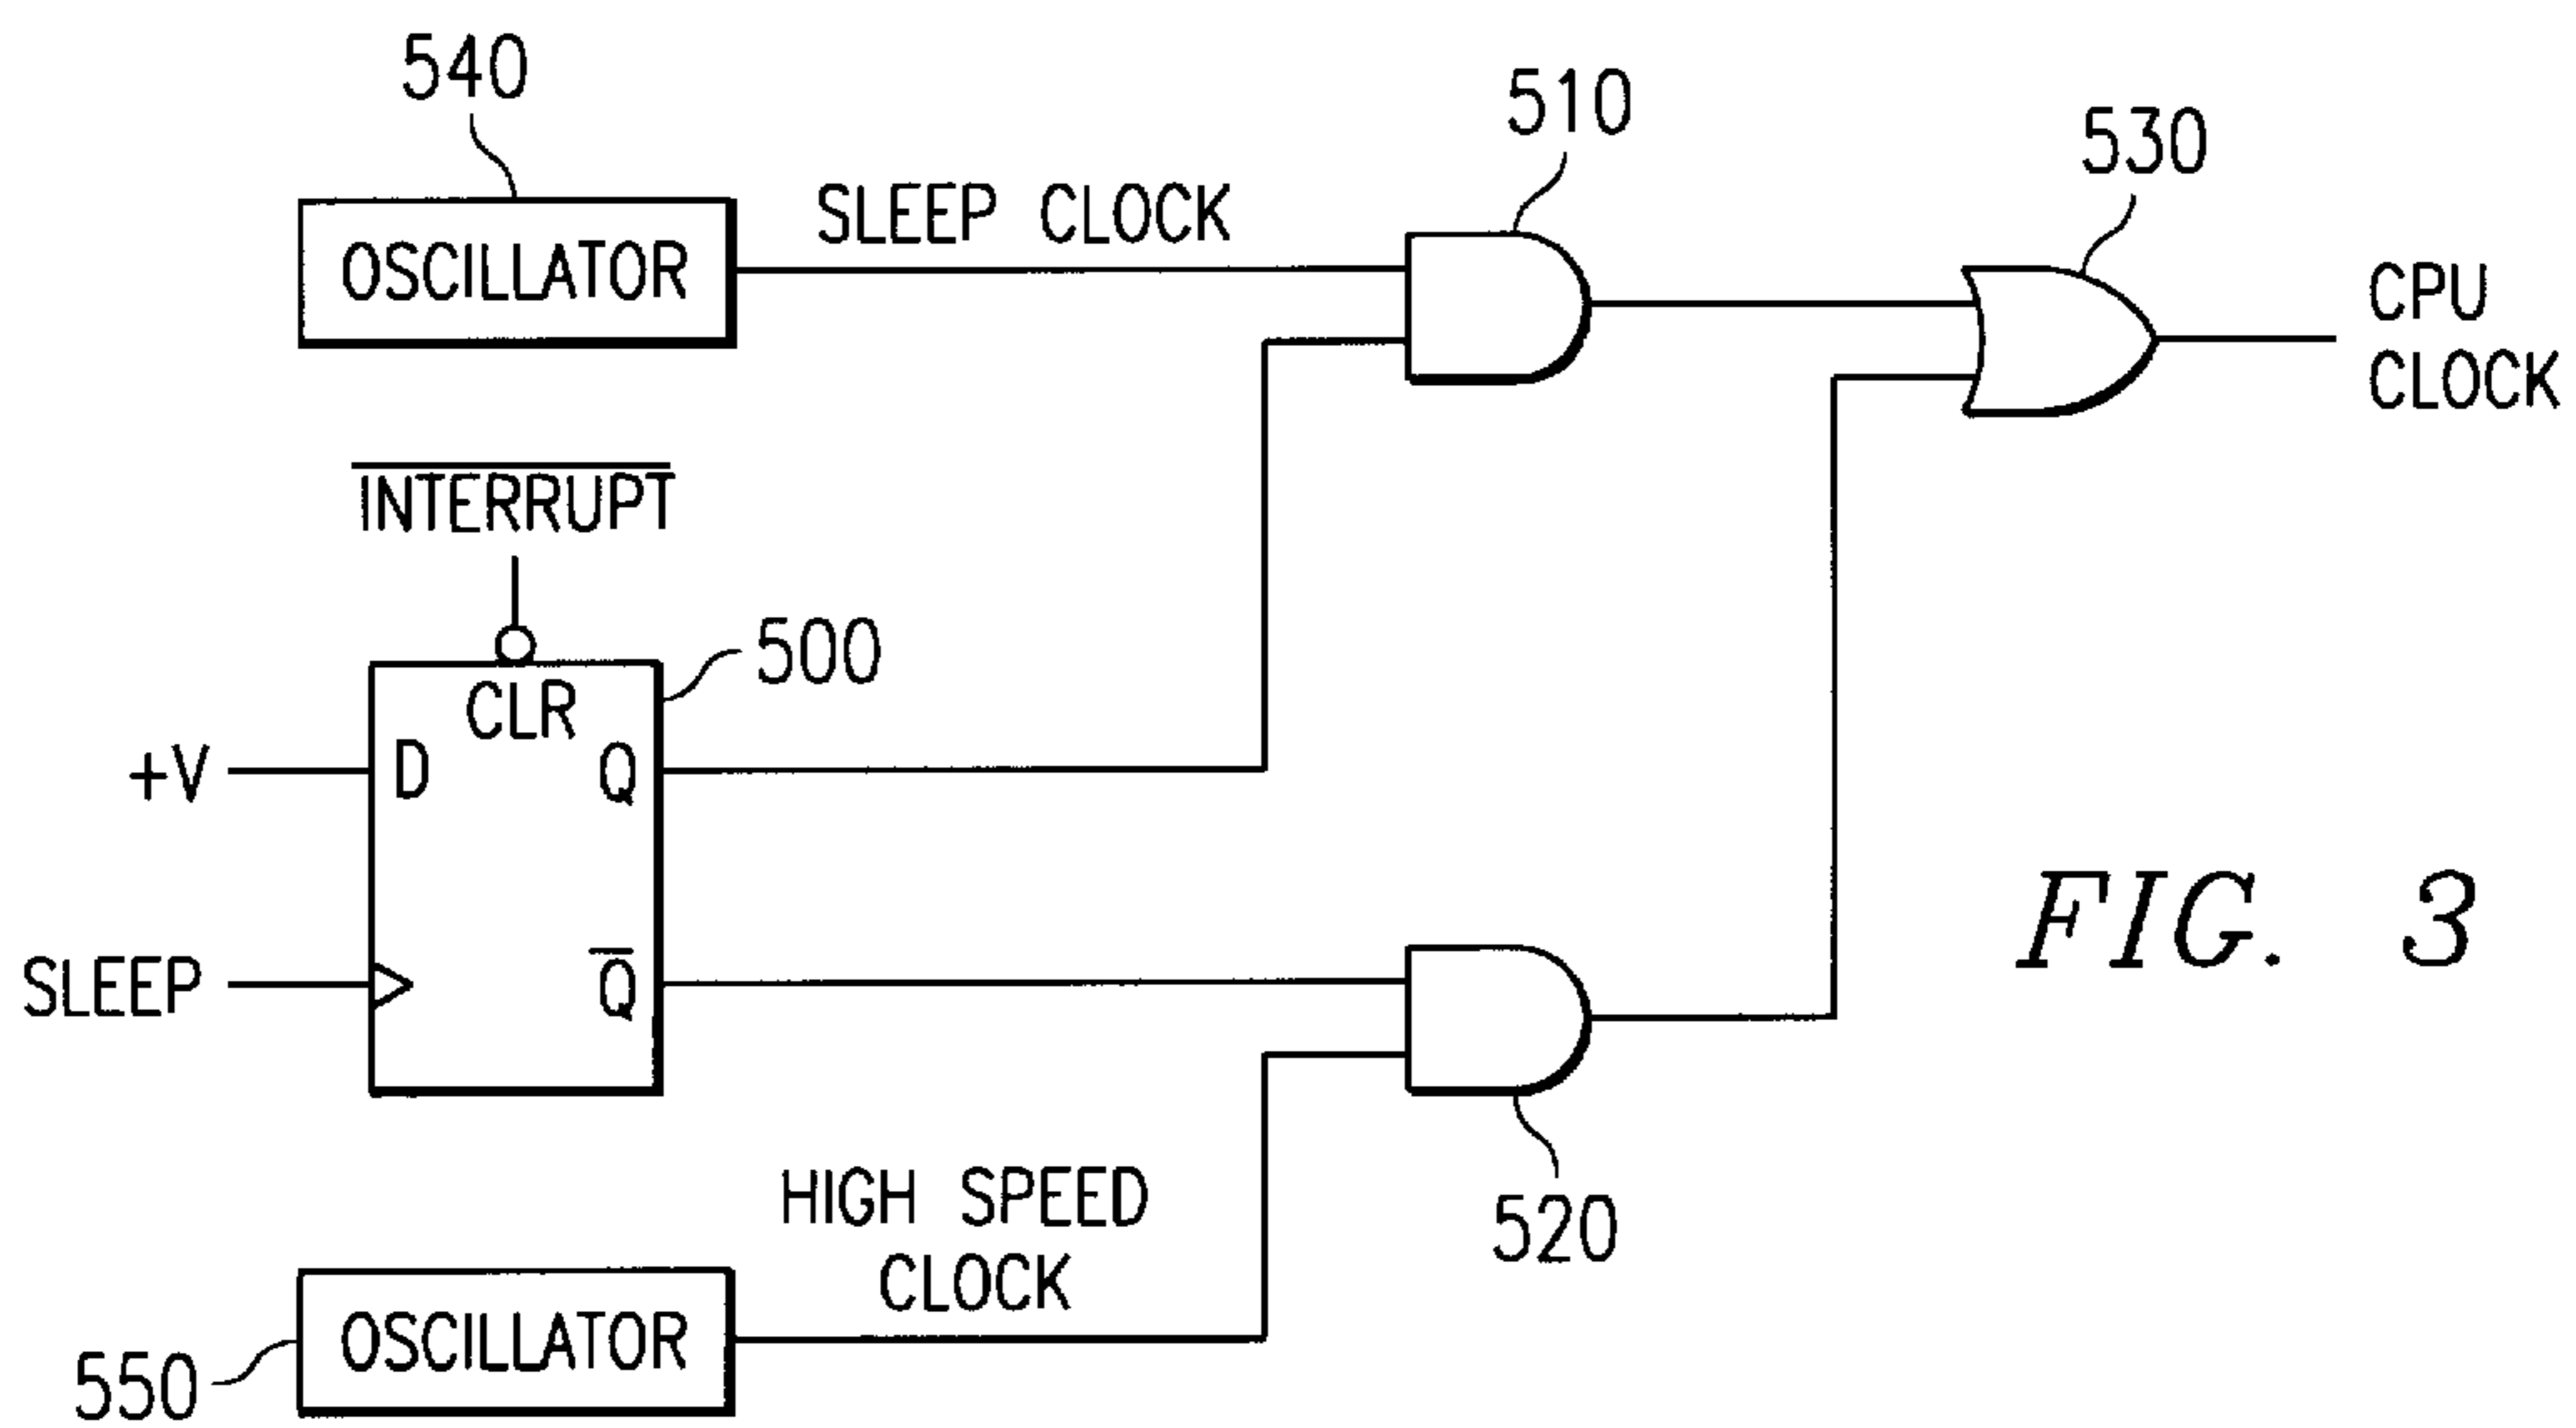 540
510
530
SLEEP CLOCK
OSCILLATOR
CPU
CLOCK
I̅N̅T̅E̅R̅R̅U̅P̅T̅
500
CLR
+V
D
Q
FIG. 3
SLEEP
Q̅
HIGH SPEED
CLOCK
520
OSCILLATOR
550